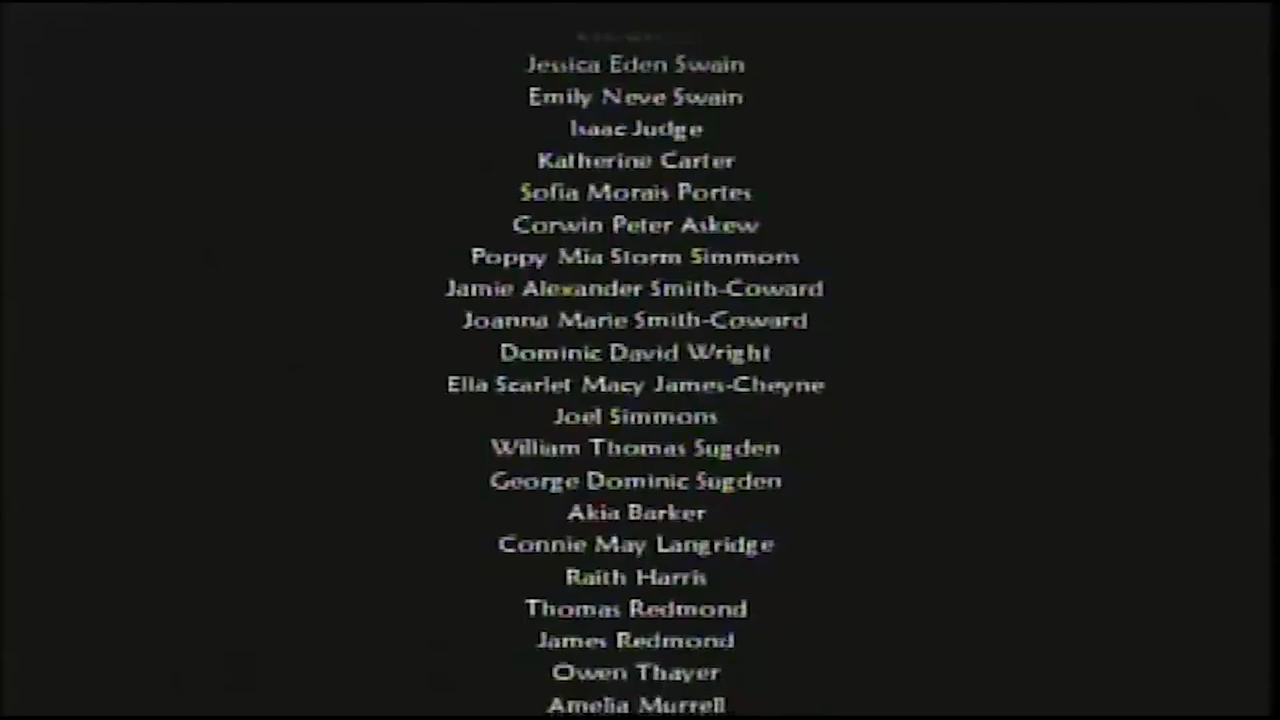 Jessica Eden Swain
Emily Neve Swain
Isaac Judge
Katherine Carter
Sofia Morais Portes
Corwin Peter Askew
Poppy Mia Storm Simmons
Jamie Alexander Smith-Coward
Joanna Marie Smith-Coward
Dominic David Wright
Ella Scarlet Macy James-Cheyne
Joel Simmons
William Thomas Sugden
George Dominic Sugden
Akia Barker
Connie May Langridge
Raith Harris
Thomas Redmond
James Redmond
Owen Thayer
Amelia Murrell